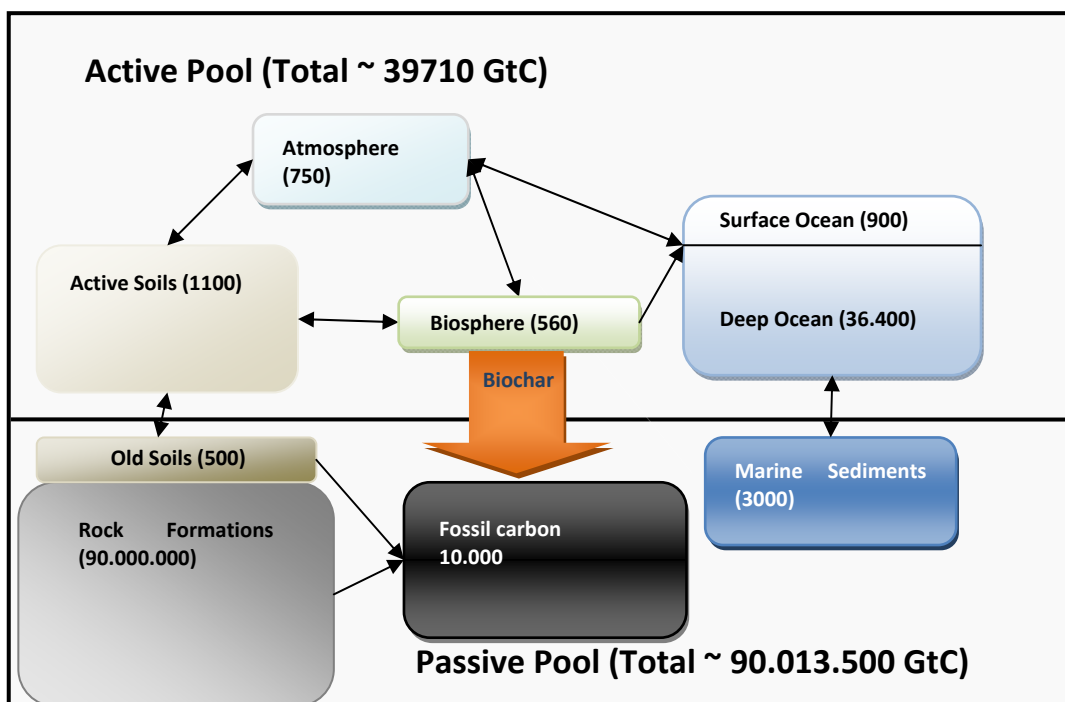 Active Pool (Total ~ 39710 GtC)
Atmosphere
(750)
Surface Ocean (900)
Active Soils (1100)
Biosphere (560)
Deep Ocean (36.400)
Biochar
Old Soils (500)
Marine Sediments
(3000)
Rock Formations
(90.000.000)
Fossil carbon
10.000
Passive Pool (Total ~ 90.013.500 GtC)